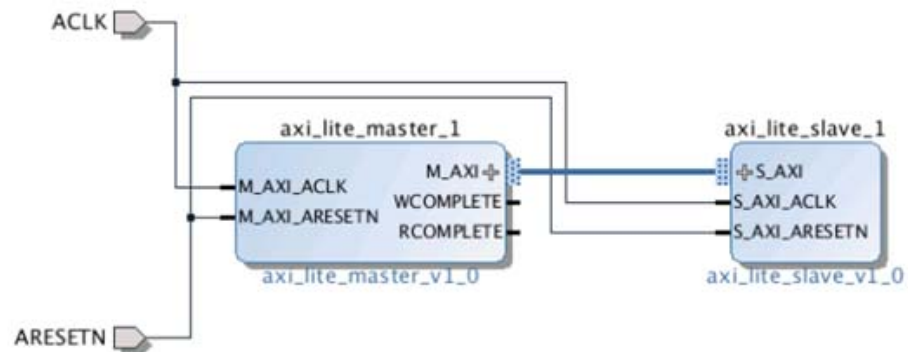 ACLK
axi_lite_master_1
axi_lite_slave_1
M_AXI
S_AXI
M_AXI_ACLK
WCOMPLETE
S_AXI_ACLK
M_AXI_ARESETN
RCOMPLETE
S_AXI_ARESETN
axi_lite_master_v1_0
axi_lite_slave_v1_0
ARESETN